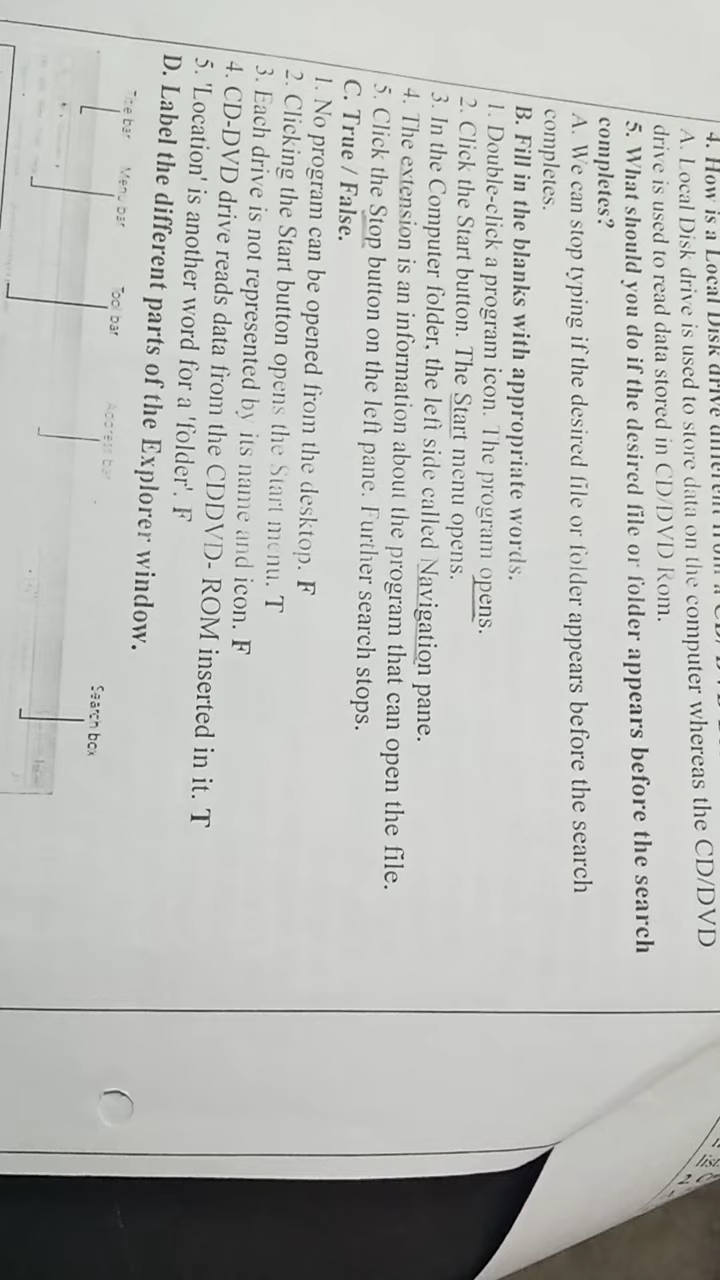 4. How is a Local Disk drive different from a
A. Local Disk drive is used to store data on the computer whereas the CD/DVD
drive is used to read data stored in CD/DVD Rom.
5. What should you do if the desired file or folder appears before the search
completes?
A. We can stop typing if the desired file or folder appears before the search
completes.
B. Fill in the blanks with appropriate words.
1. Double-click a program icon. The program opens.
2. Click the Start button. The Start menu opens.
3. In the Computer folder, the left side called Navigation pane.
4. The extension is an information about the program that can open the file.
5. Click the Stop button on the left pane. Further search stops.
C. True / False.
1. No program can be opened from the desktop. F
2. Clicking the Start button opens the Start menu. T
3. Each drive is not represented by its name and icon. F
4. CD-DVD drive reads data from the CDDVD- ROM inserted in it. T
5. 'Location' is another word for a 'folder'. F
D. Label the different parts of the Explorer window.
Title bar Menu bar Tool bar Address bar Search box